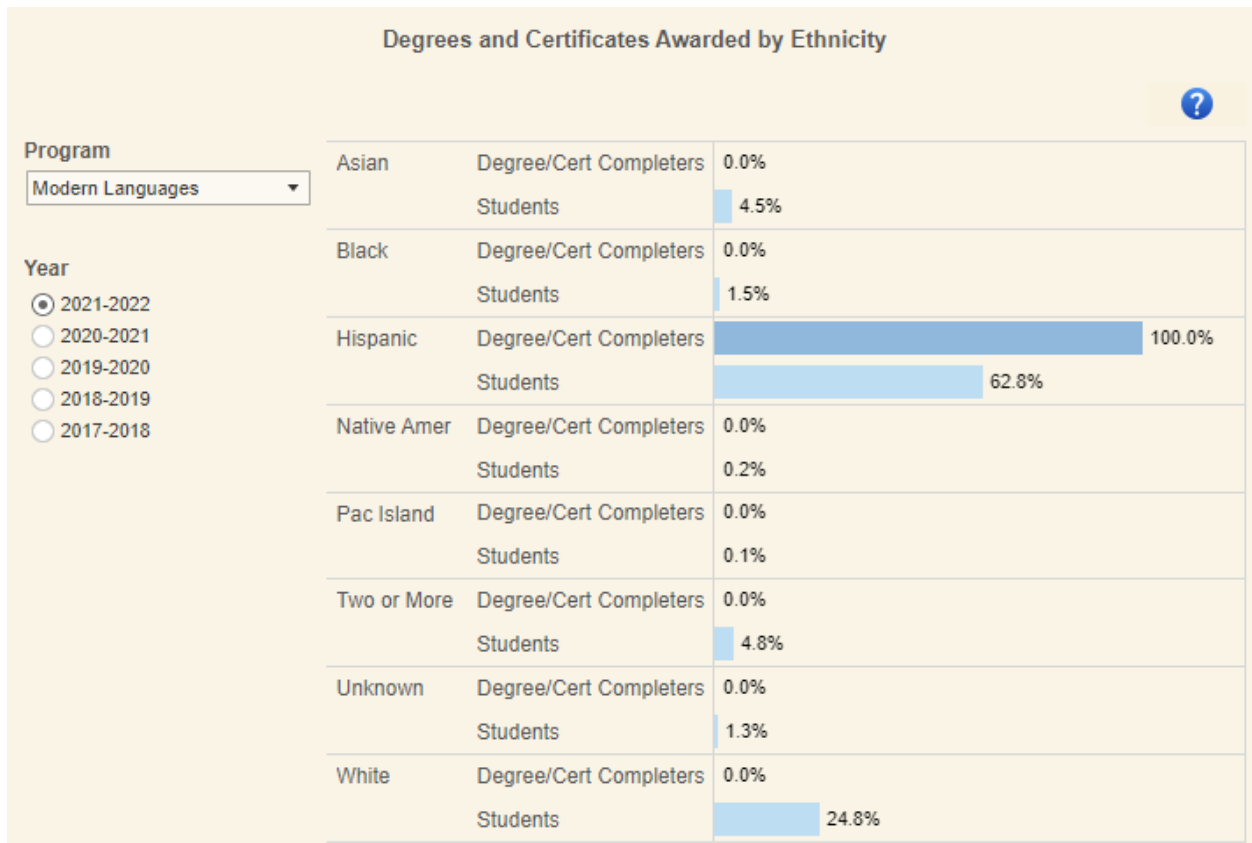 Degrees and Certificates Awarded by Ethnicity
?
Program
Modern Languages
Year
2021-2022
2020-2021
2019-2020
2018-2019
2017-2018
Asian Degree/Cert Completers 0.0%
Students 4.5%
Black Degree/Cert Completers 0.0%
Students 1.5%
Hispanic Degree/Cert Completers 100.0%
Students 62.8%
Native Amer Degree/Cert Completers 0.0%
Students 0.2%
Pac Island Degree/Cert Completers 0.0%
Students 0.1%
Two or More Degree/Cert Completers 0.0%
Students 4.8%
Unknown Degree/Cert Completers 0.0%
Students 1.3%
White Degree/Cert Completers 0.0%
Students 24.8%